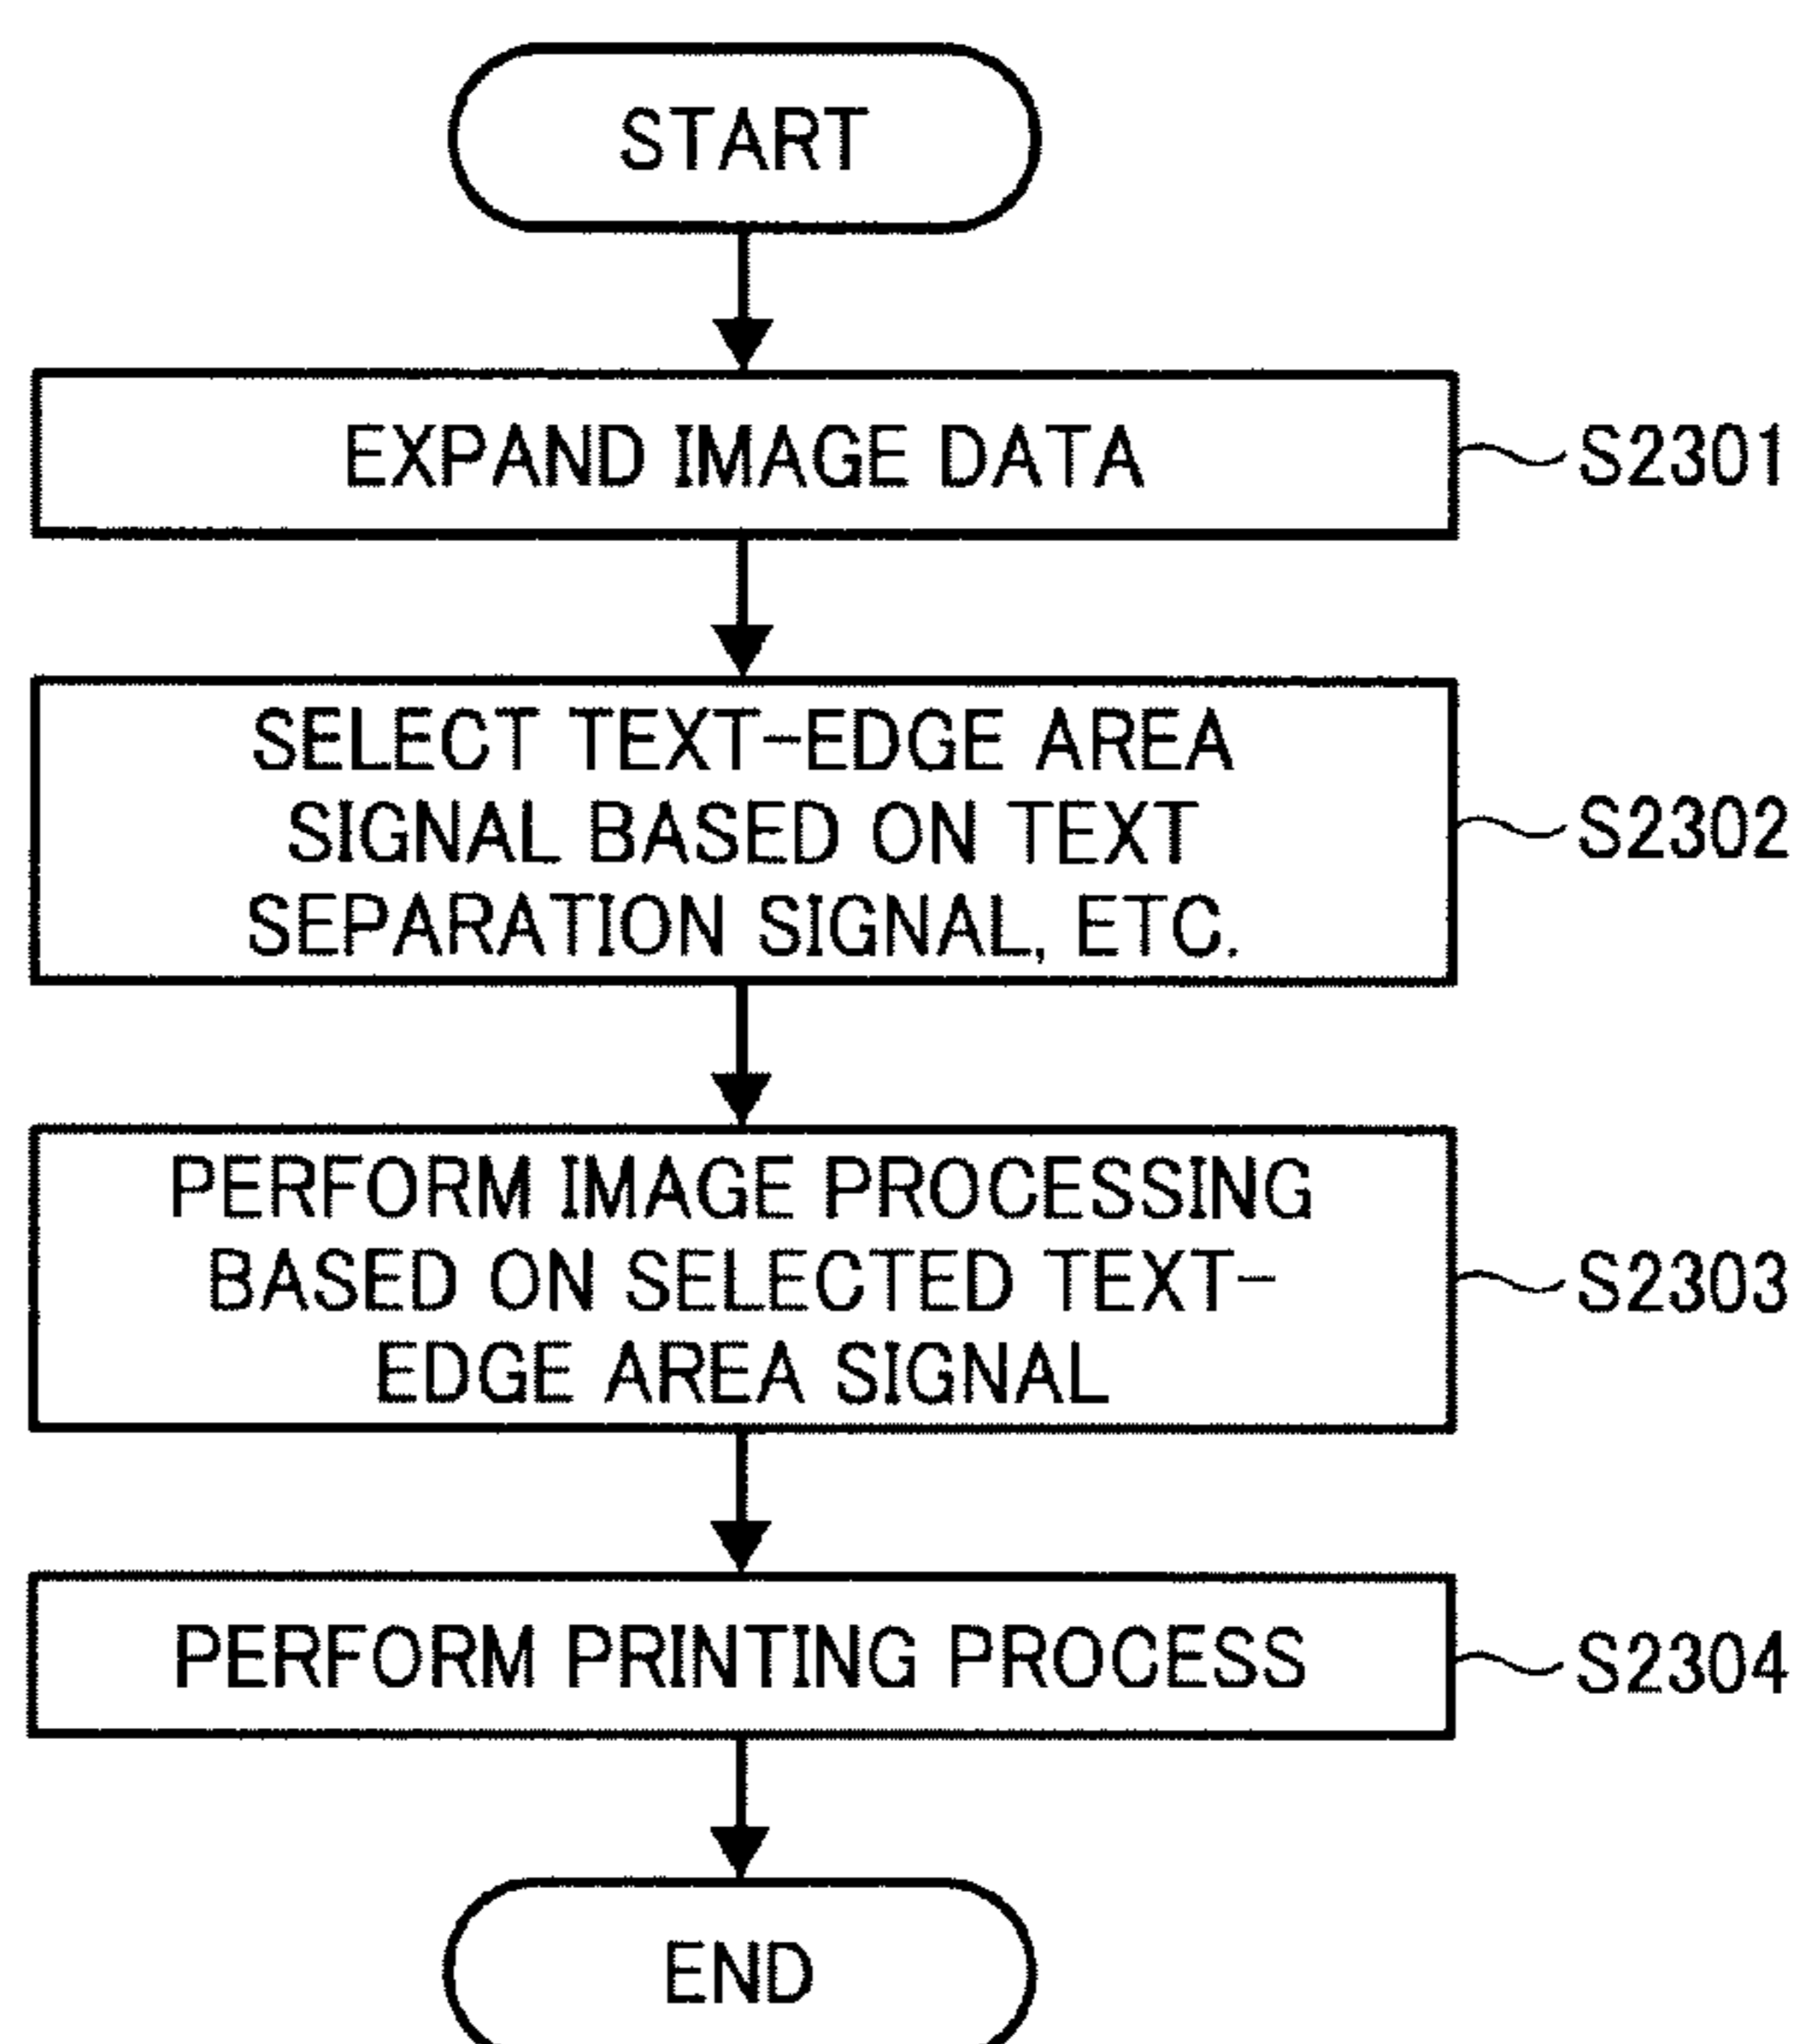 START
EXPAND IMAGE DATA
S2301
SELECT TEXT-EDGE AREA
SIGNAL BASED ON TEXT
SEPARATION SIGNAL, ETC.
S2302
PERFORM IMAGE PROCESSING
BASED ON SELECTED TEXT-
EDGE AREA SIGNAL
S2303
PERFORM PRINTING PROCESS
S2304
END